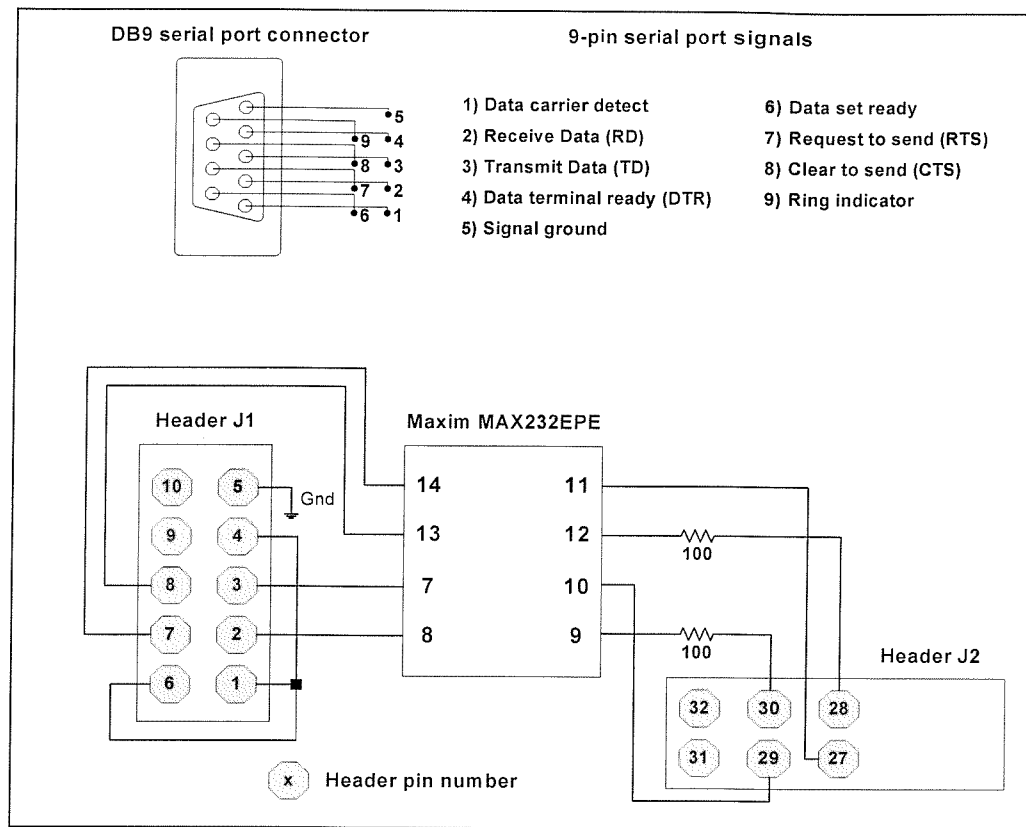 DB9 serial port connector
9-pin serial port signals
5
9 4
8 3
7 2
6 1
1) Data carrier detect
2) Receive Data (RD)
3) Transmit Data (TD)
4) Data terminal ready (DTR)
5) Signal ground
6) Data set ready
7) Request to send (RTS)
8) Clear to send (CTS)
9) Ring indicator
Header J1
10 5
Gnd
9 4
8 3
7 2
6 1
Maxim MAX232EPE
14 11
13 12
7 10
8 9
100
100
Header J2
32 30 28
31 29 27
x Header pin number